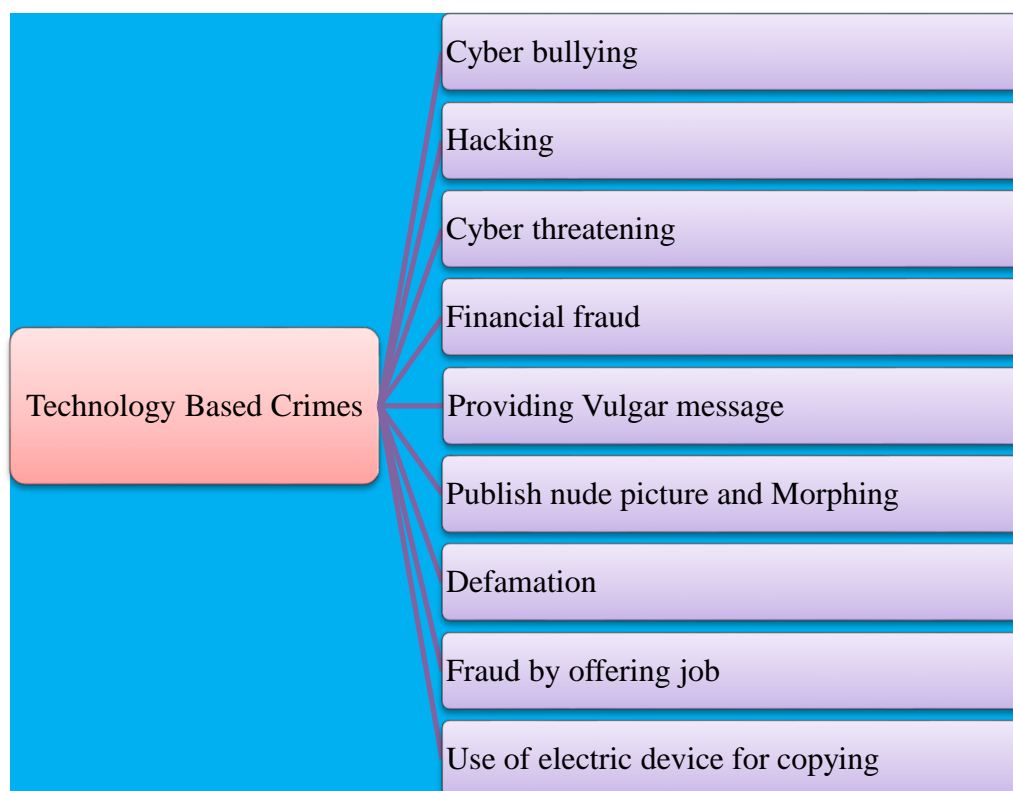 Technology Based Crimes
Cyber bullying
Hacking
Cyber threatening
Financial fraud
Providing Vulgar message
Publish nude picture and Morphing
Defamation
Fraud by offering job
Use of electric device for copying